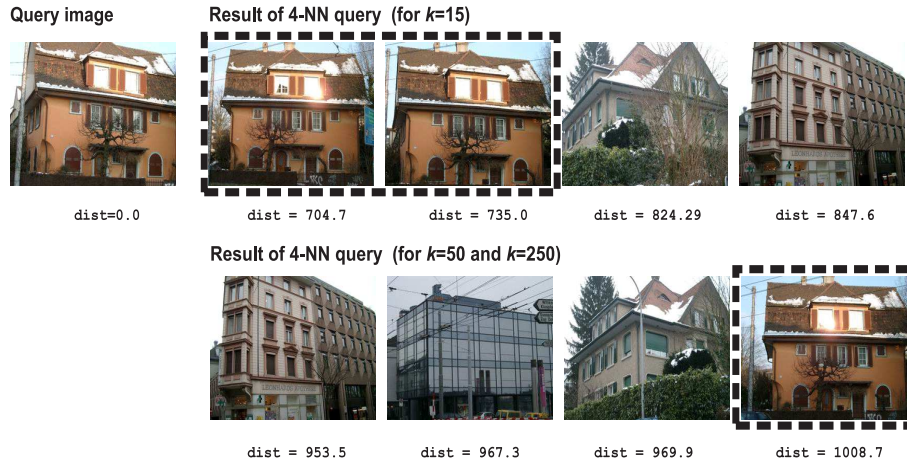 Query image
Result of 4-NN query (for k=15)
dist=0.0
dist = 704.7
dist = 735.0
dist = 824.29
dist = 847.6
Result of 4-NN query (for k=50 and k=250)
dist = 953.5
dist = 967.3
dist = 969.9
dist = 1008.7